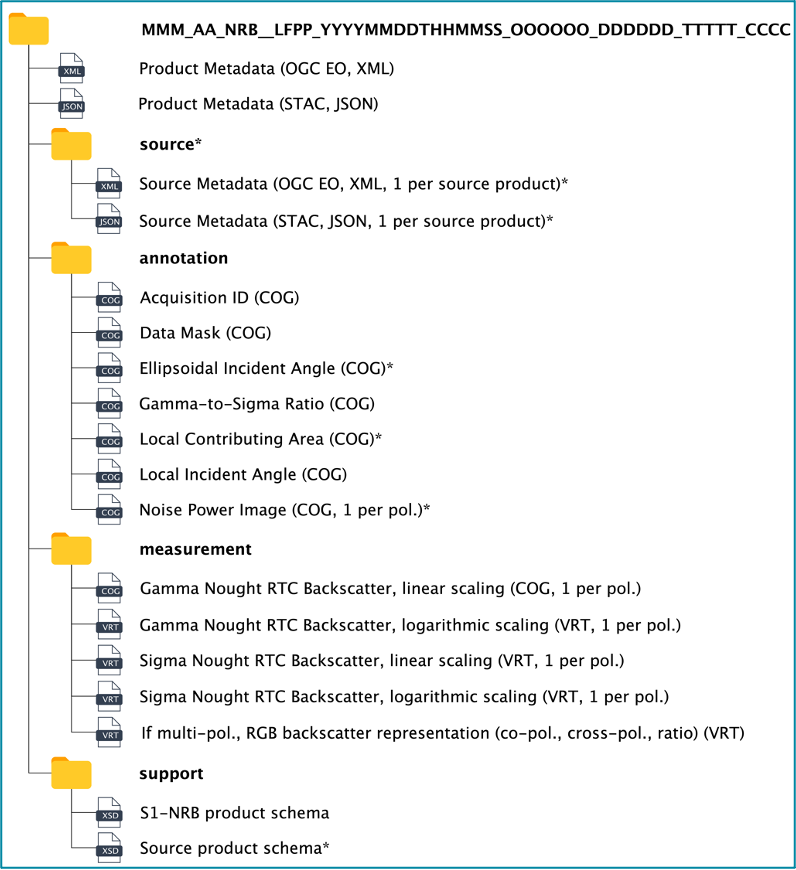 MMM_AA_NRB__LFPP_YYYYMMDDTHHMMSS_OOOOOO_DDDDDD_TTTTT_CCCC
XML Product Metadata (OGC EO, XML)
JSON Product Metadata (STAC, JSON)
source*
XML Source Metadata (OGC EO, XML, 1 per source product)*
JSON Source Metadata (STAC, JSON, 1 per source product)*
annotation
COG Acquisition ID (COG)
COG Data Mask (COG)
COG Ellipsoidal Incident Angle (COG)*
COG Gamma-to-Sigma Ratio (COG)
COG Local Contributing Area (COG)*
COG Local Incident Angle (COG)
COG Noise Power Image (COG, 1 per pol.)*
measurement
COG Gamma Nought RTC Backscatter, linear scaling (COG, 1 per pol.)
VRT Gamma Nought RTC Backscatter, logarithmic scaling (VRT, 1 per pol.)
VRT Sigma Nought RTC Backscatter, linear scaling (VRT, 1 per pol.)
VRT Sigma Nought RTC Backscatter, logarithmic scaling (VRT, 1 per pol.)
VRT If multi-pol., RGB backscatter representation (co-pol., cross-pol., ratio) (VRT)
support
XSD S1-NRB product schema
XSD Source product schema*